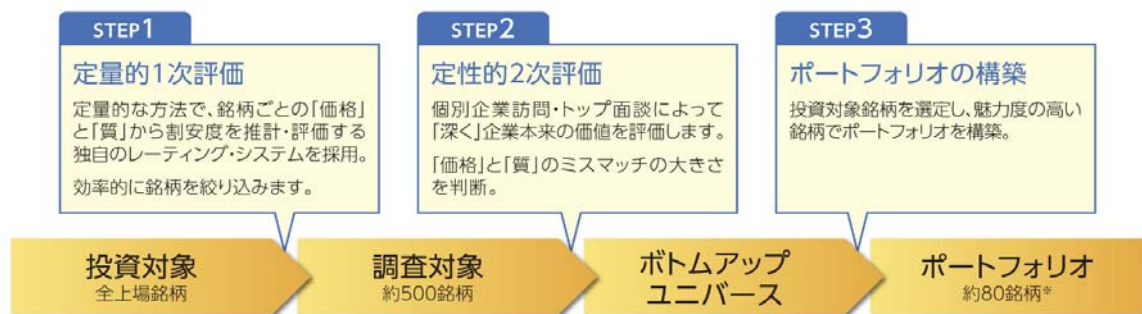 STEP1
定量的1次評価
定量的な方法で、銘柄ごとの「価格」
と「質」から割安度を推計・評価する
独自のレーティング・システムを採用。
効率的に銘柄を絞り込みます。
STEP2
定性的2次評価
個別企業訪問・トップ面談によって
「深く」企業本来の価値を評価します。
「価格」と「質」のミスマッチの大きさ
を判断。
STEP3
ポートフォリオの構築
投資対象銘柄を選定し、魅力度の高い
銘柄でポートフォリオを構築。
投資対象
全上場銘柄
調査対象
約500銘柄
ボトムアップ
ユニバース
ポートフォリオ
約80銘柄※